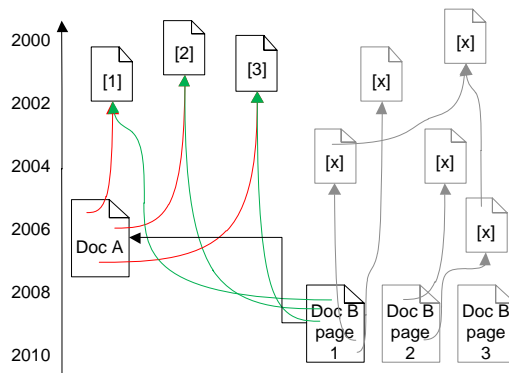 2000
2002
2004
2006
2008
2010
[1]
[2]
[3]
[x]
[x]
[x]
[x]
[x]
Doc A
Doc B
page
1
Doc B
page
2
Doc B
page
3